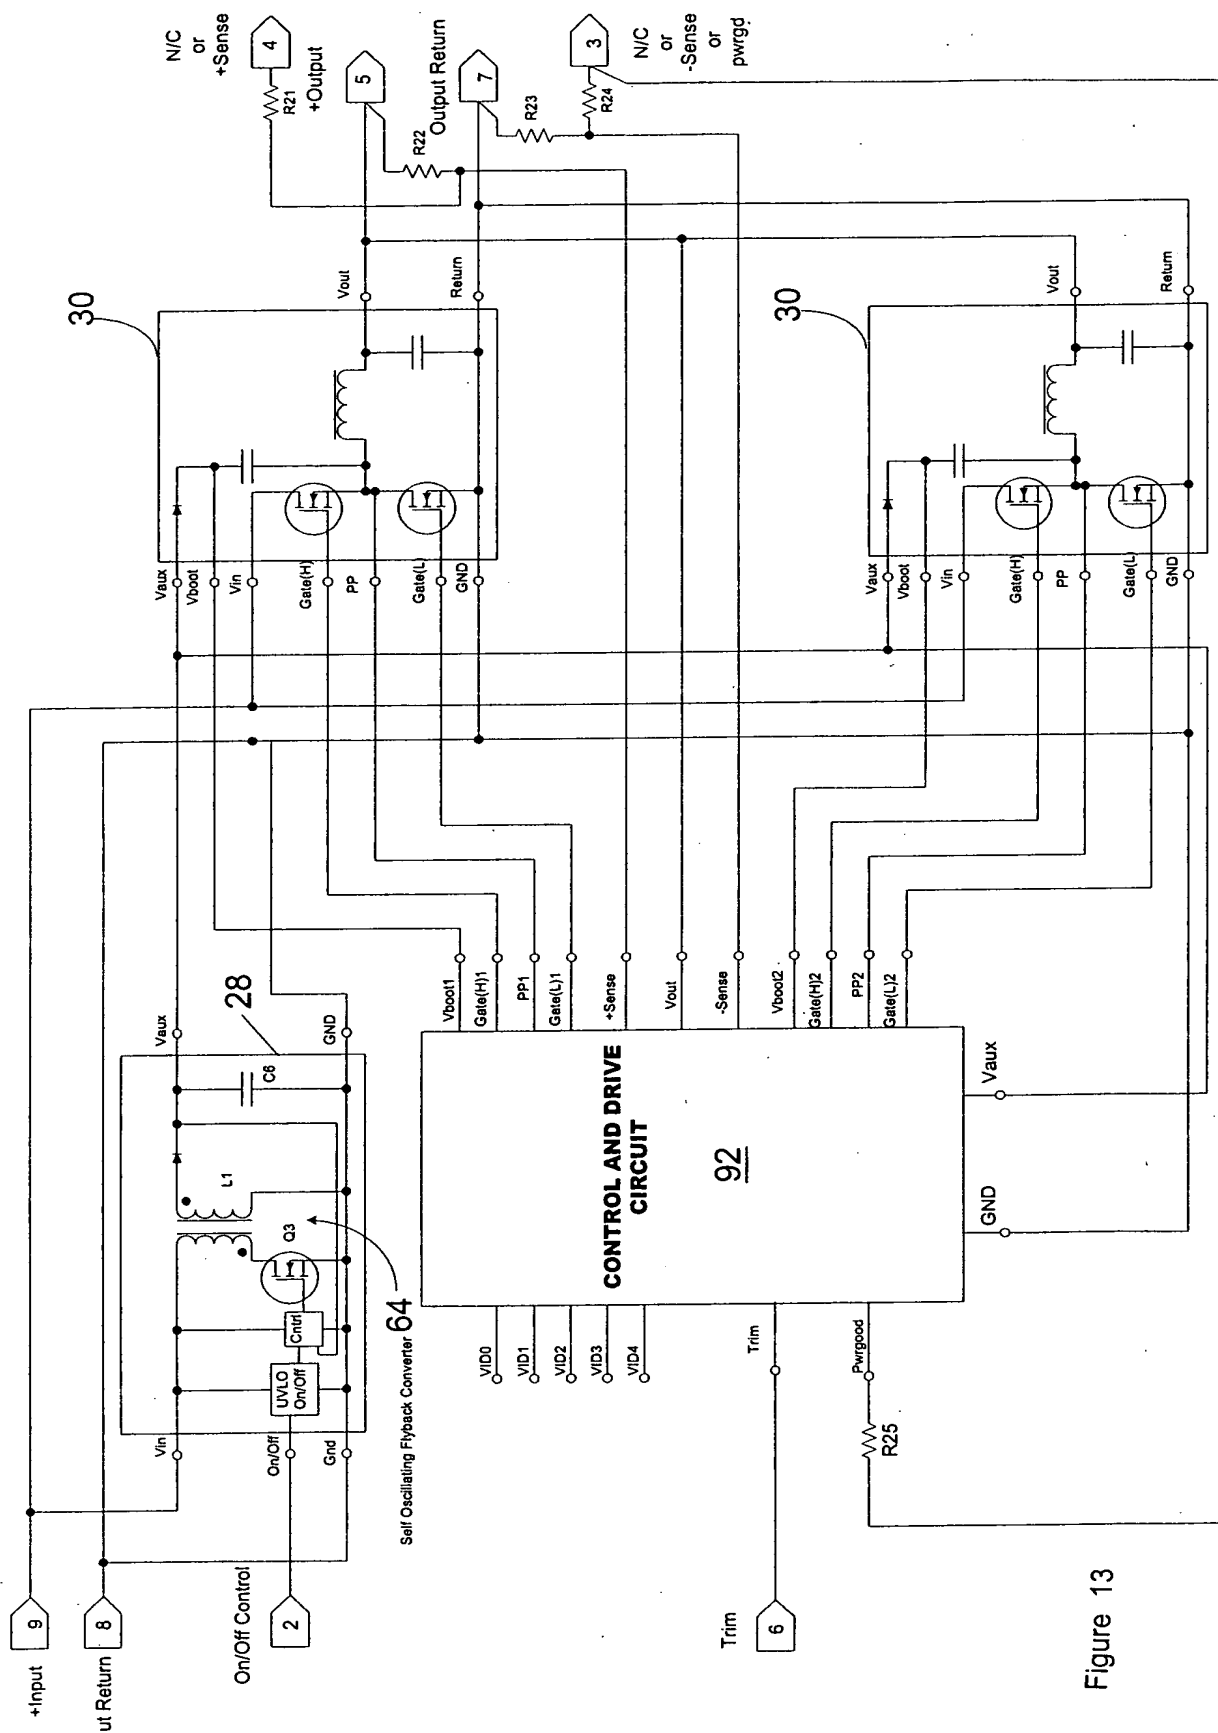 9
+Input
8
ut Return
On/Off Control
2
Vin
On/Off
Gnd
UVLO
On/Off
Cntrl
Q3
L1
C6
28
Vaux
GND
64
Self Oscillating Flyback Converter
Vaux
Vboot
Vin
Gate(H)
PP
Gate(L)
GND
30
Vout
Return
N/C
or
+Sense
4
R21
+Output
5
R22
Output Return
7
R23
3
R24
N/C
or
-Sense
or
pwrgd
Vboot1
Gate(H)1
PP1
Gate(L)1
+Sense
Vout
-Sense
Vboot2
Gate(H)2
PP2
Gate(L)2
CONTROL AND DRIVE
CIRCUIT
92
VID0
VID1
VID2
VID3
VID4
Trim
Pwrgood
R25
Trim
6
GND
Vaux
Vaux
Vboot
Vin
Gate(H)
PP
Gate(L)
GND
30
Vout
Return
Figure 13